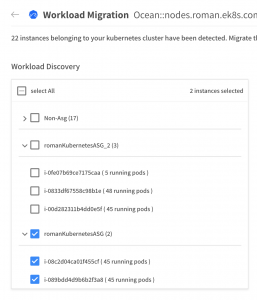 Workload Migration Ocean::nodes.roman.ek8s.com
22 instances belonging to your kubernetes cluster have been detected. Migrate th
Workload Discovery
select All 2 instances selected
Non-Asg (17)
romanKubernetesASG_2 (3)
i-0fe07b69ce7175caa ( 5 running pods )
i-0833df67558c98b1e ( 48 running pods )
i-00d282311b4dd0e5f ( 45 running pods )
romanKubernetesASG (2)
i-08c2d04ca01f455cf ( 45 running pods )
i-089bdd4d9b6b2f3a8 ( 45 running pods )